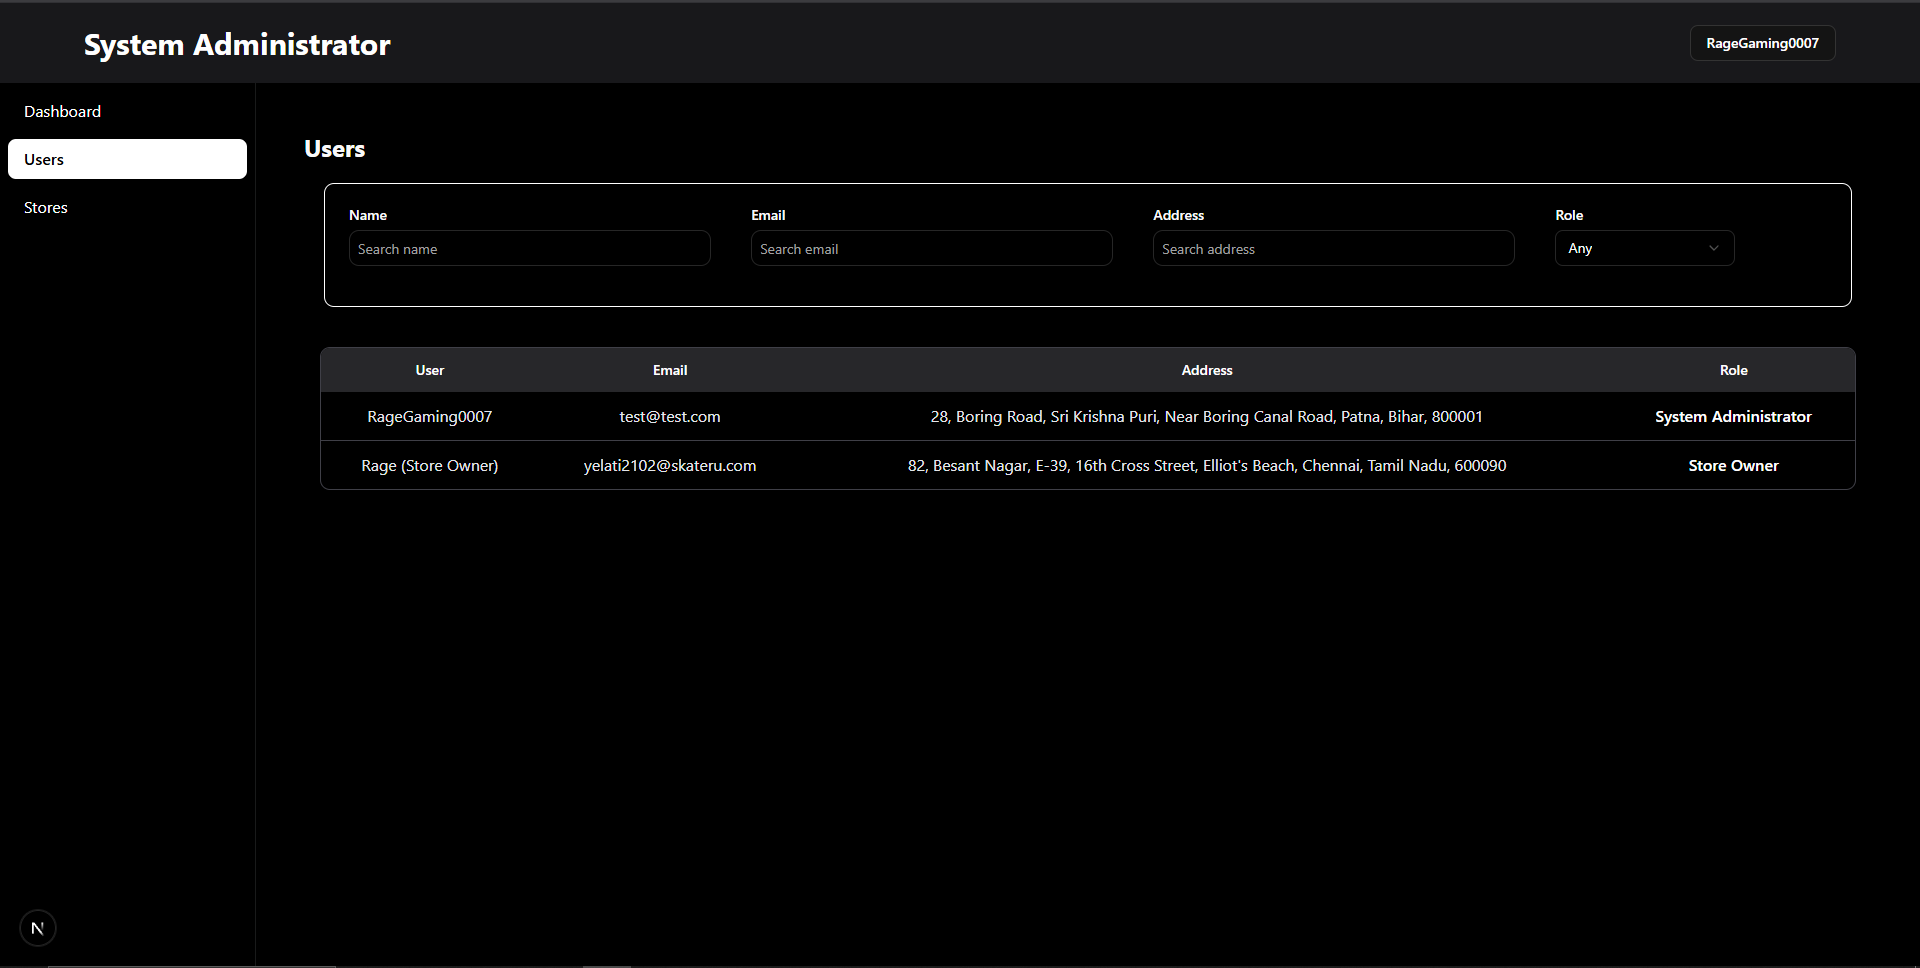 System Administrator
RageGaming0007
Dashboard
Users
Stores
Users
Name Email Address Role
Search name Search email Search address Any
User Email Address Role
RageGaming0007 test@test.com 28, Boring Road, Sri Krishna Puri, Near Boring Canal Road, Patna, Bihar, 800001 System Administrator
Rage (Store Owner) yelati2102@skateru.com 82, Besant Nagar, E-39, 16th Cross Street, Elliot's Beach, Chennai, Tamil Nadu, 600090 Store Owner
N